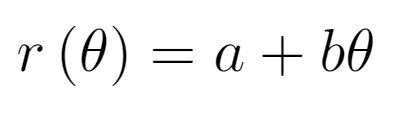 r (θ) = a + bθ